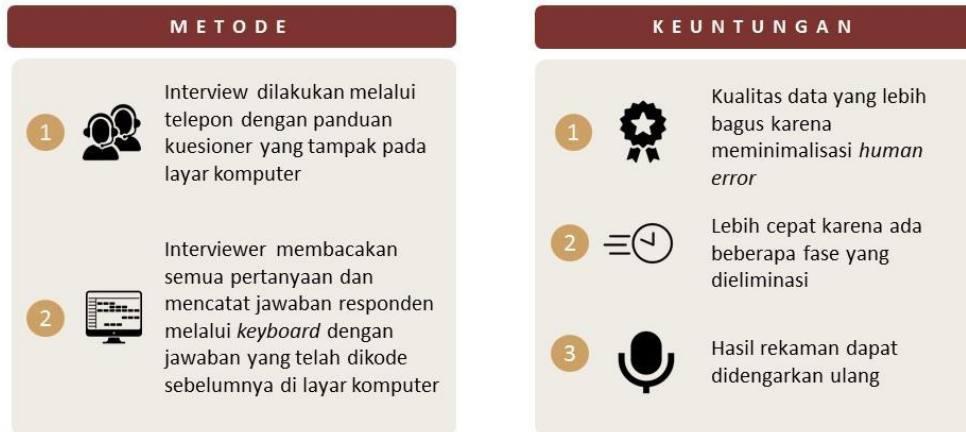 METODE
1
Interview dilakukan melalui
telepon dengan panduan
kuesioner yang tampak pada
layar komputer
2
Interviewer membacakan
semua pertanyaan dan
mencatat jawaban responden
melalui keyboard dengan
jawaban yang telah dikode
sebelumnya di layar komputer
KEUNTUNGAN
1
Kualitas data yang lebih
bagus karena
meminimalisasi human
error
2
Lebih cepat karena ada
beberapa fase yang
dieliminasi
3
Hasil rekaman dapat
didengarkan ulang